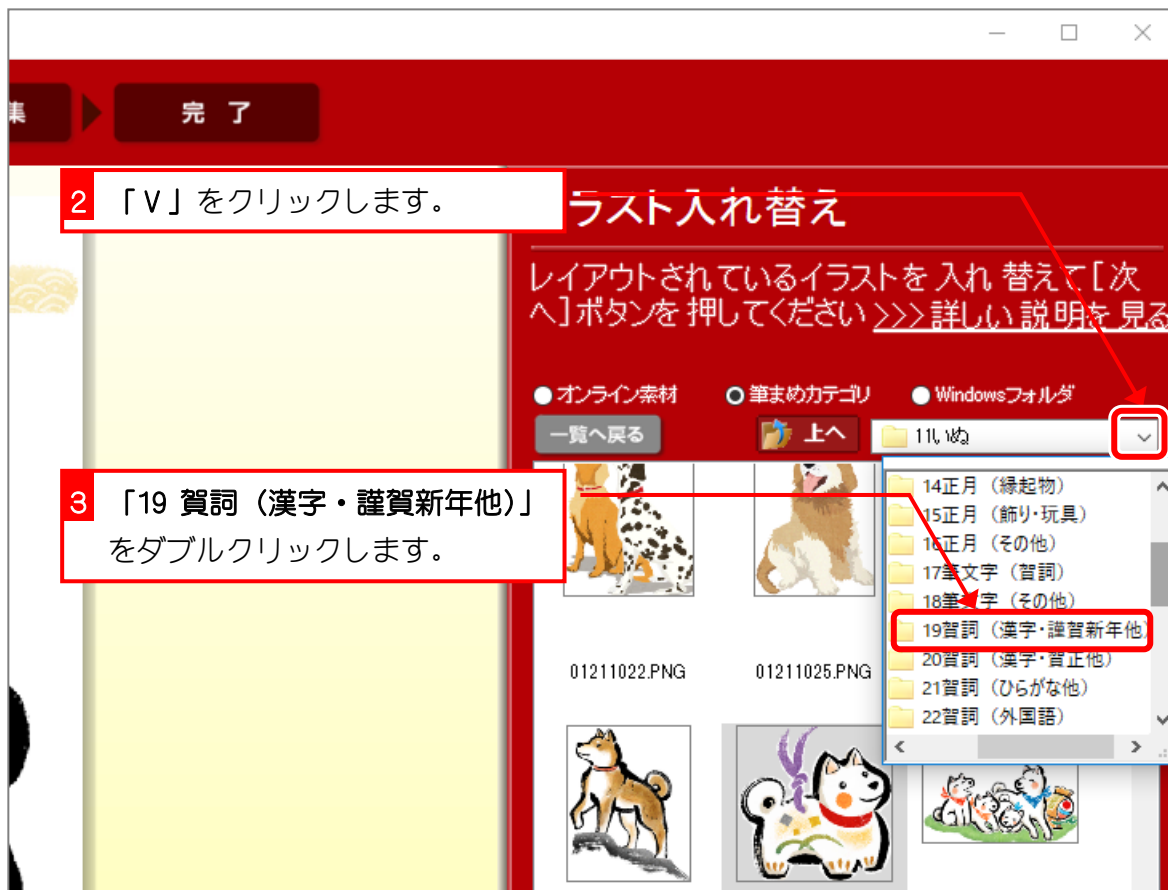 集
完 了
2 「V」をクリックします。
ラスト入れ替え
レイアウトされているイラストを入れ 替えて[次
へ]ボタンを押してください >>>詳しい説明を見る
オンライン素材 筆まめカテゴリ Windowsフォルダ
一覧へ戻る 上へ 11いぬ
3 「19 賀詞（漢字・謹賀新年他）」
をダブルクリックします。
14正月（縁起物）
15正月（飾り・玩具）
16正月（その他）
17筆文字（賀詞）
18筆文字（その他）
19賀詞（漢字・謹賀新年他）
20賀詞（漢字・賀正他）
21賀詞（ひらがな他）
22賀詞（外国語）
01211022.PNG 01211025.PNG